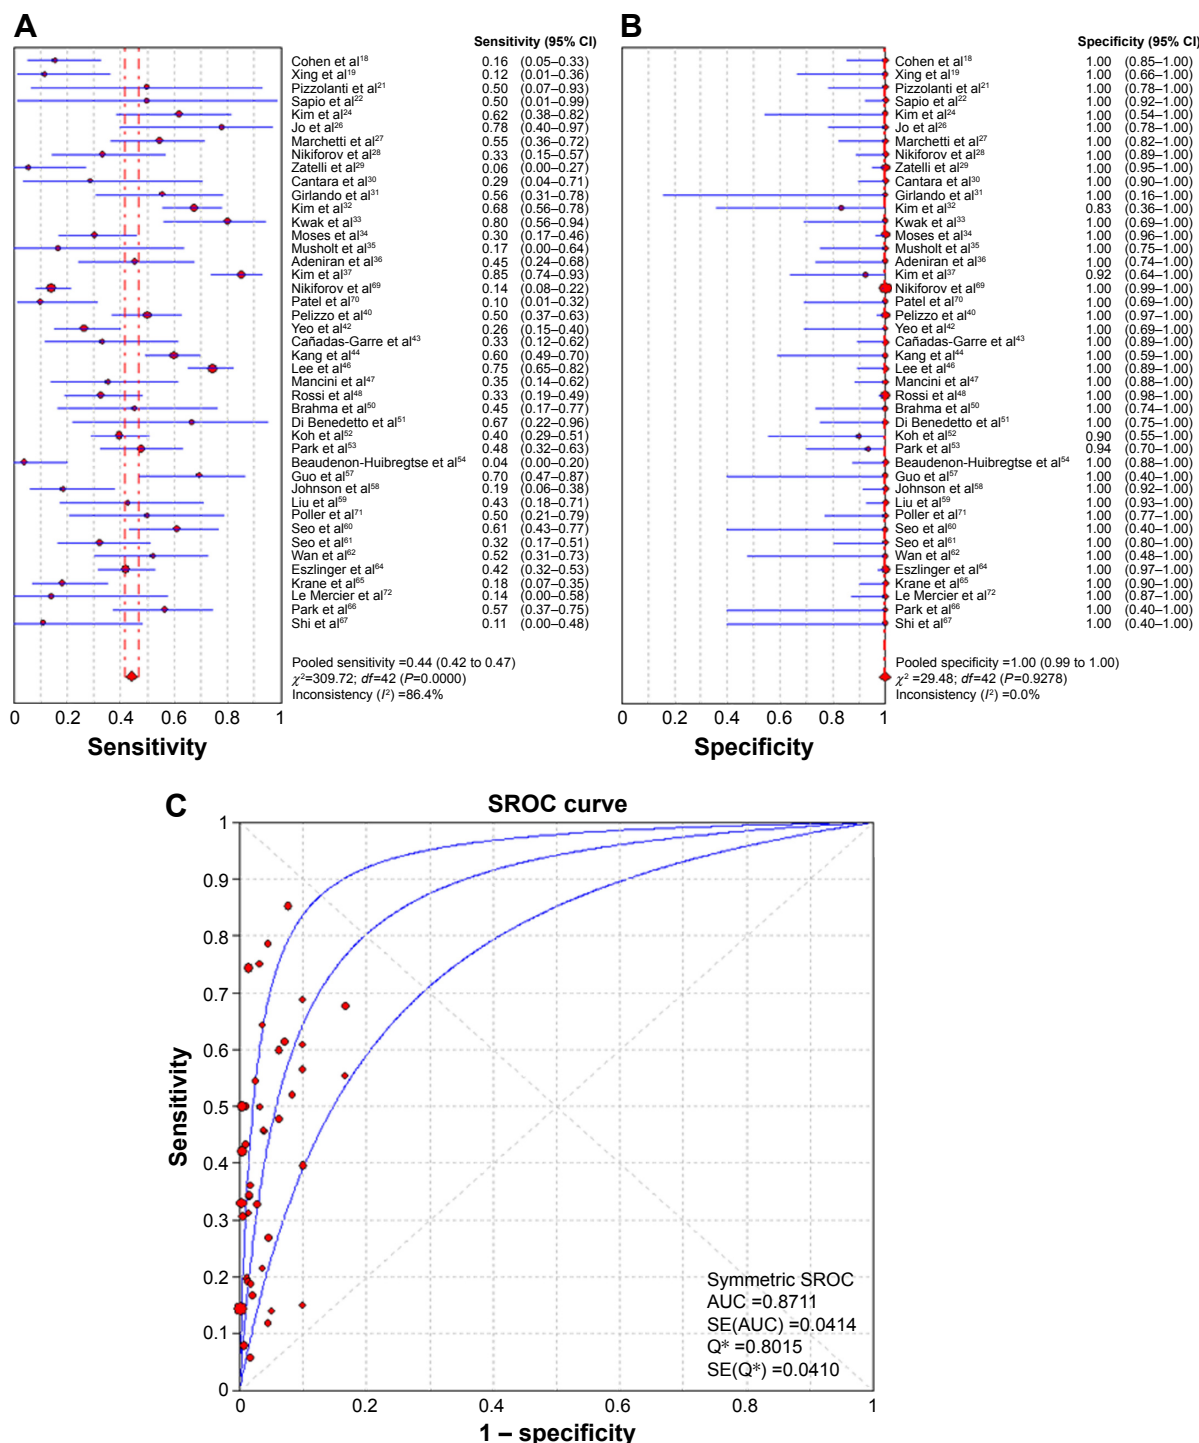 A
Sensitivity (95% CI)
Cohen et al18 0.16 (0.05–0.33)
Xing et al19 0.12 (0.01–0.36)
Pizzolanti et al21 0.50 (0.07–0.93)
Sapio et al22 0.50 (0.01–0.99)
Kim et al24 0.62 (0.38–0.82)
Jo et al26 0.78 (0.40–0.97)
Marchetti et al27 0.55 (0.36–0.72)
Nikiforov et al28 0.33 (0.15–0.57)
Zatelli et al29 0.06 (0.00–0.27)
Cantara et al30 0.29 (0.04–0.71)
Girlando et al31 0.56 (0.31–0.78)
Kim et al32 0.68 (0.56–0.78)
Kwak et al33 0.80 (0.56–0.94)
Moses et al34 0.30 (0.17–0.46)
Musholt et al35 0.17 (0.00–0.64)
Adeniran et al36 0.45 (0.24–0.68)
Kim et al37 0.85 (0.74–0.93)
Nikiforov et al69 0.14 (0.08–0.22)
Patel et al70 0.10 (0.01–0.32)
Pelizzo et al40 0.50 (0.37–0.63)
Yeo et al42 0.26 (0.15–0.40)
Cañadas-Garre et al43 0.33 (0.12–0.62)
Kang et al44 0.60 (0.49–0.70)
Lee et al46 0.75 (0.65–0.82)
Mancini et al47 0.35 (0.14–0.62)
Rossi et al48 0.33 (0.19–0.49)
Brahma et al50 0.45 (0.17–0.77)
Di Benedetto et al51 0.67 (0.22–0.96)
Koh et al52 0.40 (0.29–0.51)
Park et al53 0.48 (0.32–0.63)
Beaudenon-Huibregtse et al54 0.04 (0.00–0.20)
Guo et al57 0.70 (0.47–0.87)
Johnson et al58 0.19 (0.06–0.38)
Liu et al59 0.43 (0.18–0.71)
Poller et al71 0.50 (0.21–0.79)
Seo et al60 0.61 (0.43–0.77)
Seo et al61 0.32 (0.17–0.51)
Wan et al62 0.52 (0.31–0.73)
Eszlinger et al64 0.42 (0.32–0.53)
Krane et al65 0.18 (0.07–0.35)
Le Mercier et al72 0.14 (0.00–0.58)
Park et al66 0.57 (0.37–0.75)
Shi et al67 0.11 (0.00–0.48)
Pooled sensitivity =0.44 (0.42 to 0.47)
χ2=309.72; df=42 (P=0.0000)
Inconsistency (I2) =86.4%
0 0.2 0.4 0.6 0.8 1
Sensitivity
B
Specificity (95% CI)
Cohen et al18 1.00 (0.85–1.00)
Xing et al19 1.00 (0.66–1.00)
Pizzolanti et al21 1.00 (0.78–1.00)
Sapio et al22 1.00 (0.92–1.00)
Kim et al24 1.00 (0.54–1.00)
Jo et al26 1.00 (0.78–1.00)
Marchetti et al27 1.00 (0.82–1.00)
Nikiforov et al28 1.00 (0.89–1.00)
Zatelli et al29 1.00 (0.95–1.00)
Cantara et al30 1.00 (0.90–1.00)
Girlando et al31 1.00 (0.16–1.00)
Kim et al32 0.83 (0.36–1.00)
Kwak et al33 1.00 (0.69–1.00)
Moses et al34 1.00 (0.96–1.00)
Musholt et al35 1.00 (0.75–1.00)
Adeniran et al36 1.00 (0.74–1.00)
Kim et al37 0.92 (0.64–1.00)
Nikiforov et al69 1.00 (0.99–1.00)
Patel et al70 1.00 (0.69–1.00)
Pelizzo et al40 1.00 (0.97–1.00)
Yeo et al42 1.00 (0.69–1.00)
Cañadas-Garre et al43 1.00 (0.89–1.00)
Kang et al44 1.00 (0.59–1.00)
Lee et al46 1.00 (0.89–1.00)
Mancini et al47 1.00 (0.88–1.00)
Rossi et al48 1.00 (0.98–1.00)
Brahma et al50 1.00 (0.74–1.00)
Di Benedetto et al51 1.00 (0.75–1.00)
Koh et al52 0.90 (0.55–1.00)
Park et al53 0.94 (0.70–1.00)
Beaudenon-Huibregtse et al54 1.00 (0.88–1.00)
Guo et al57 1.00 (0.40–1.00)
Johnson et al58 1.00 (0.92–1.00)
Liu et al59 1.00 (0.93–1.00)
Poller et al71 1.00 (0.77–1.00)
Seo et al60 1.00 (0.40–1.00)
Seo et al61 1.00 (0.80–1.00)
Wan et al62 1.00 (0.48–1.00)
Eszlinger et al64 1.00 (0.97–1.00)
Krane et al65 1.00 (0.90–1.00)
Le Mercier et al72 1.00 (0.87–1.00)
Park et al66 1.00 (0.40–1.00)
Shi et al67 1.00 (0.40–1.00)
Pooled specificity =1.00 (0.99 to 1.00)
χ2 =29.48; df=42 (P=0.9278)
Inconsistency (I2) =0.0%
0 0.2 0.4 0.6 0.8 1
Specificity
C
SROC curve
1
0.9
0.8
0.7
0.6
0.5
0.4
0.3
0.2
0.1
0
Sensitivity
Symmetric SROC
AUC =0.8711
SE(AUC) =0.0414
Q* =0.8015
SE(Q*) =0.0410
0 0.2 0.4 0.6 0.8 1
1 – specificity